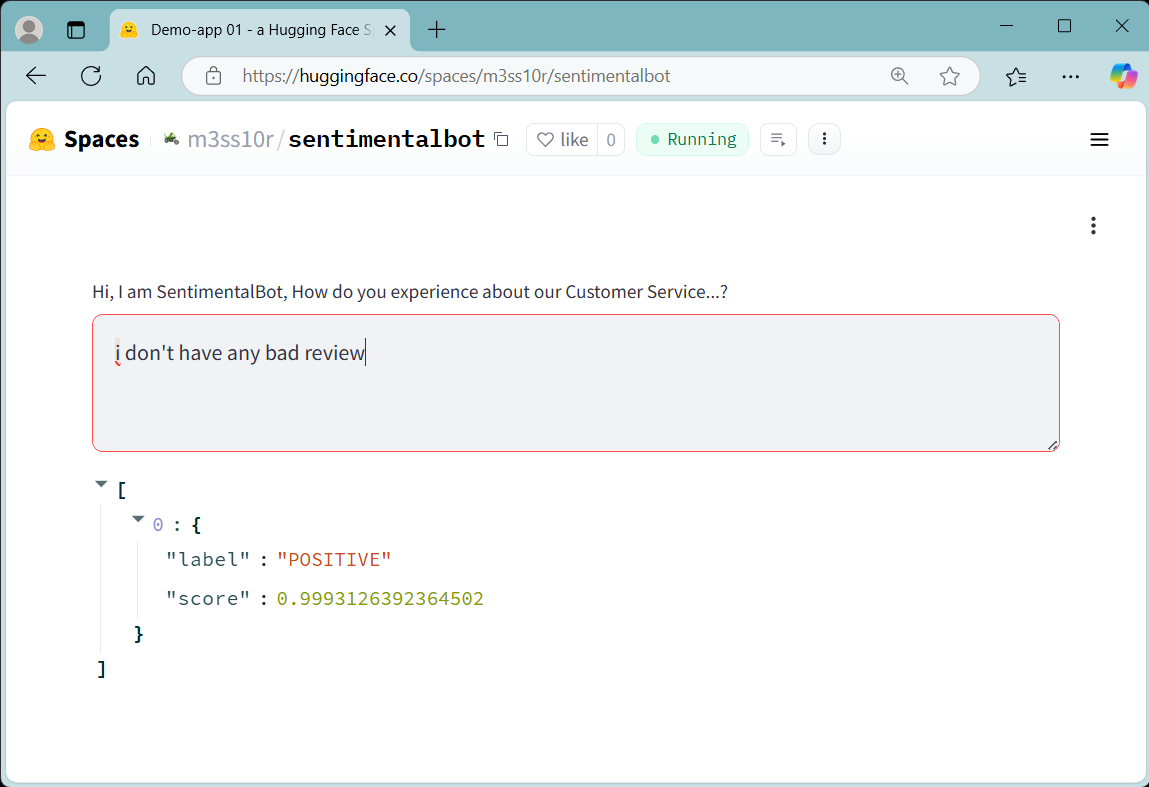 Demo-app 01 - a Hugging Face S
https://huggingface.co/spaces/m3ss10r/sentimentalbot
Spaces m3ss10r/sentimentalbot like 0 Running
Hi, I am SentimentalBot, How do you experience about our Customer Service...?
i don't have any bad review
[
0 : {
"label" : "POSITIVE"
"score" : 0.9993126392364502
}
]